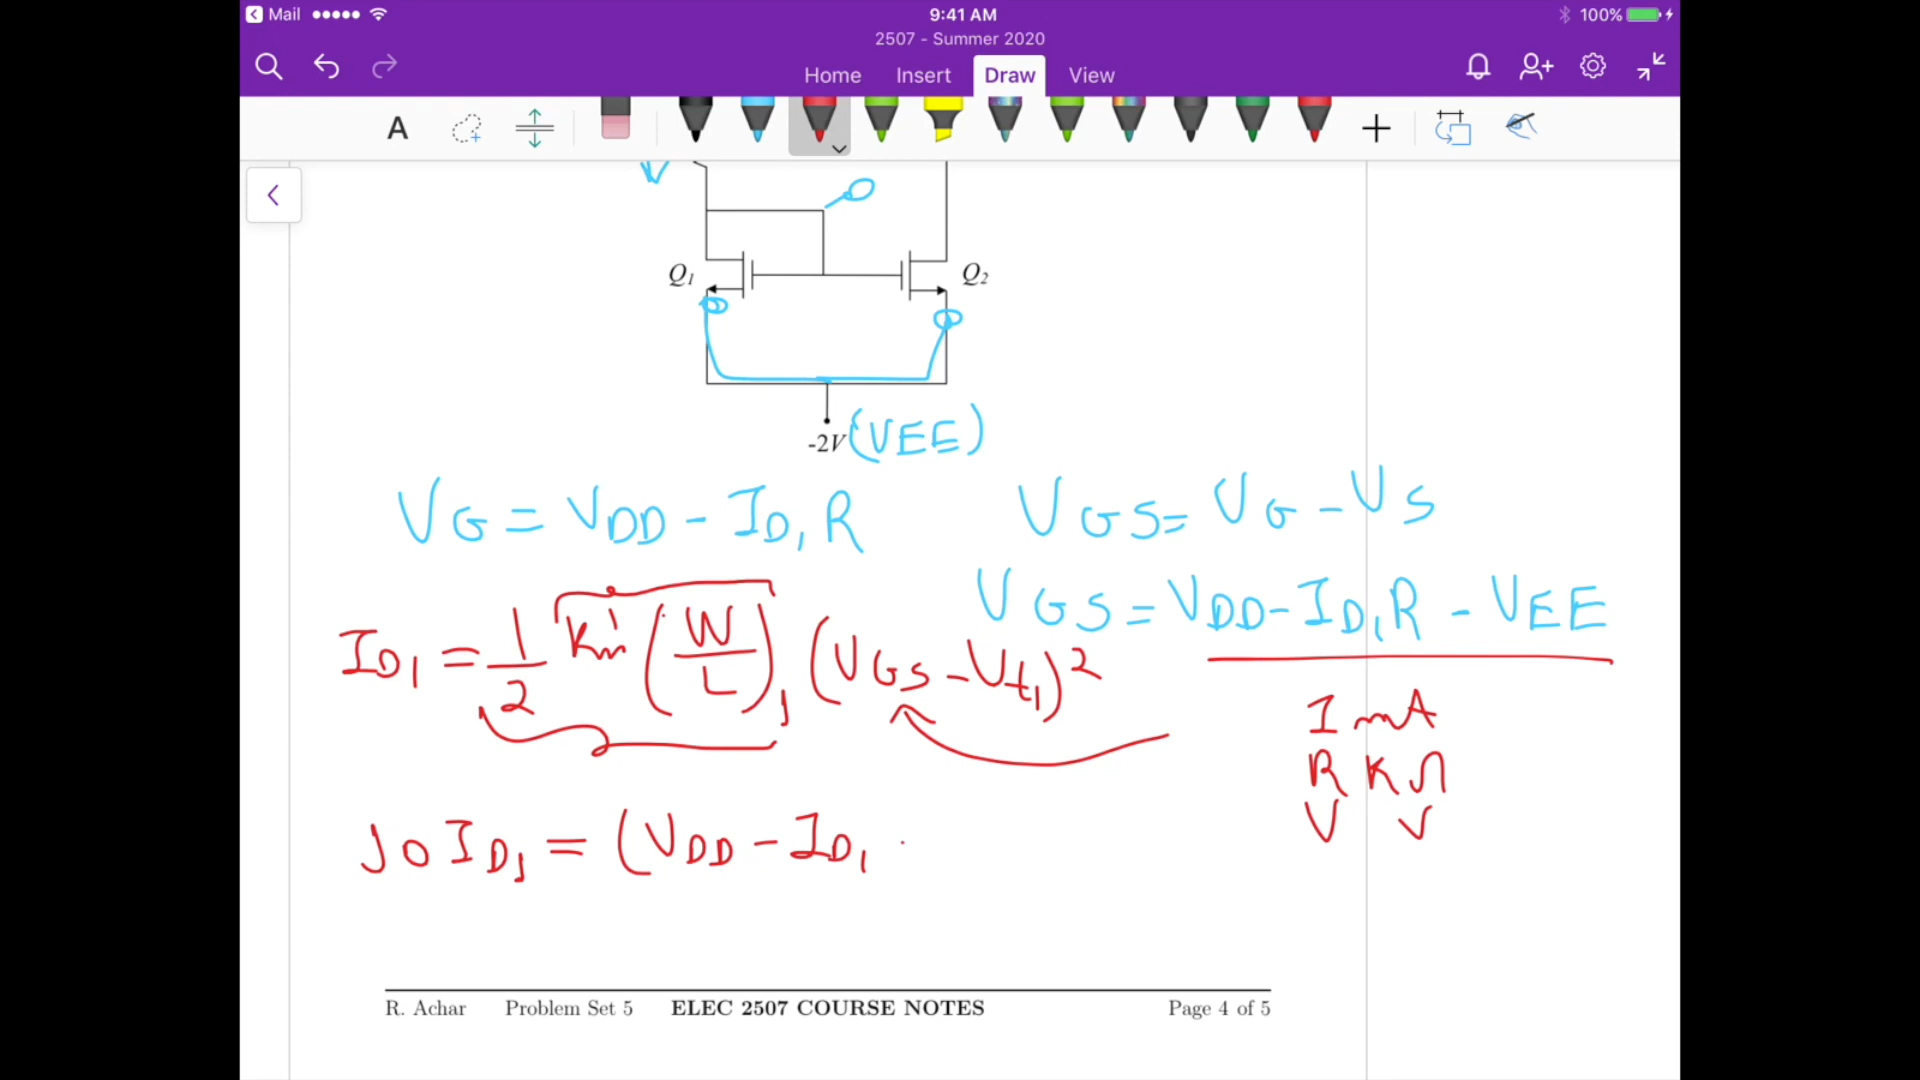 Mail 9:41 AM 100%
2507 - Summer 2020
Home Insert Draw View
A
Q1 Q2
-2V (VEE)
VG = VDD - ID1 R
VGS = VG - VS
VGS = VDD - ID1 R - VEE
ID1 = 1/2 kn' (W/L)1 (VGS - Vt1)²
I mA
R KΩ
V V
10 ID1 = (VDD - ID1
R. Achar Problem Set 5 ELEC 2507 COURSE NOTES Page 4 of 5